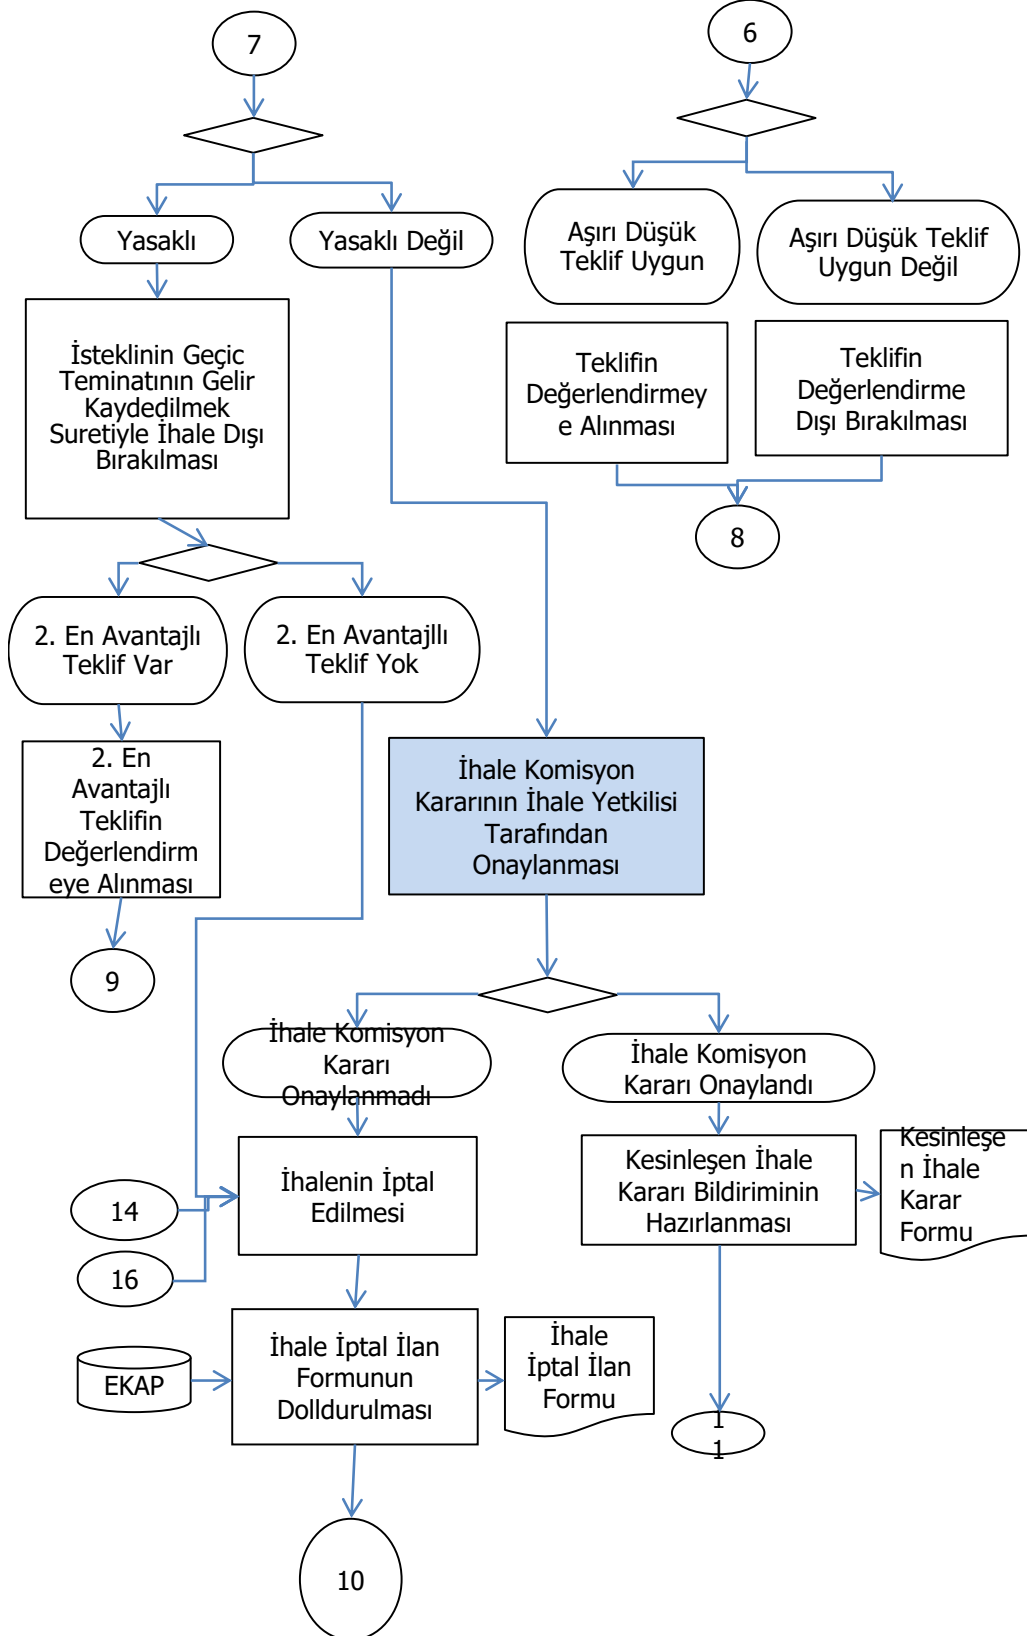 7
6
Yasaklı
Yasaklı Değil
Aşırı Düşük
Teklif Uygun
Aşırı Düşük Teklif
Uygun Değil
İsteklinin Geçic
Teminatının Gelir
Kaydedilmek
Suretiyle İhale Dışı
Bırakılması
Teklifin
Değerlendirmey
e Alınması
Teklifin
Değerlendirme
Dışı Bırakılması
8
2. En Avantajlı
Teklif Var
2. En Avantajllı
Teklif Yok
2. En
Avantajlı
Teklifin
Değerlendirm
eye Alınması
İhale Komisyon
Kararının İhale Yetkilisi
Tarafından
Onaylanması
9
İhale Komisyon
Kararı
Onaylanmadı
İhale Komisyon
Kararı Onaylandı
İhalenin İptal
Edilmesi
Kesinleşen İhale
Kararı Bildiriminin
Hazırlanması
Kesinleşe
n İhale
Karar
Formu
14
16
EKAP
İhale İptal İlan
Formunun
Dolldurulması
İhale
İptal İlan
Formu
1
1
10